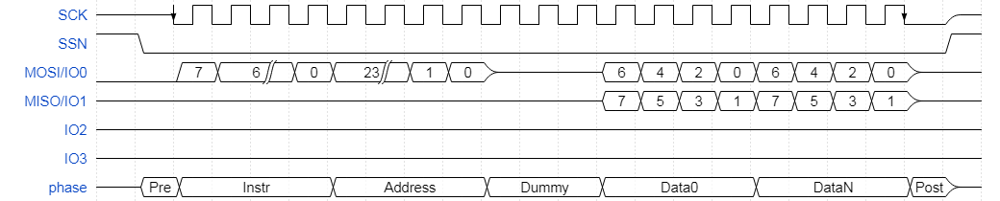 SCK
SSN
MOSI/IO0 7 6 0 23 1 0 6 4 2 0 6 4 2 0
MISO/IO1 7 5 3 1 7 5 3 1
IO2
IO3
phase Pre Instr Address Dummy Data0 DataN Post